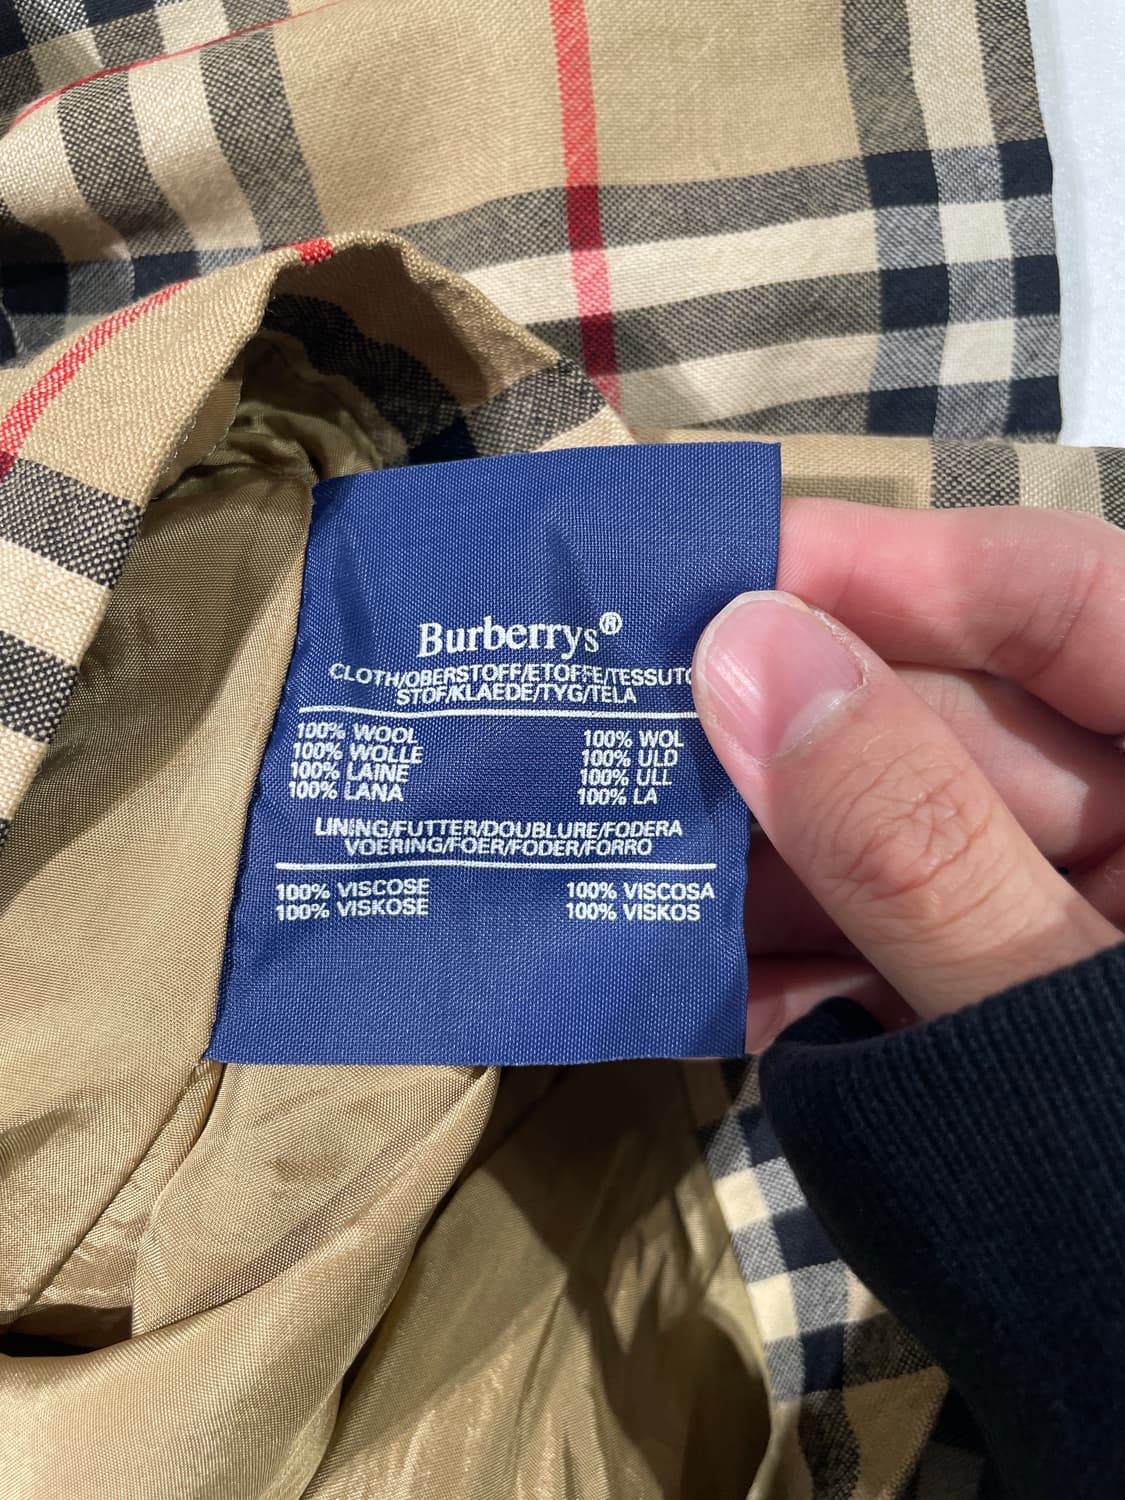 Burberrys®
CLOTH/OBERSTOFF/ETOFFE/TESSUTO
STOF/KLAEDE/TYG/TELA
100% WOOL 100% WOL
100% WOLLE 100% ULD
100% LAINE 100% ULL
100% LANA 100% LA
LINING/FUTTER/DOUBLURE/FODERA
VOERING/FOER/FODER/FORRO
100% VISCOSE 100% VISCOSA
100% VISKOSE 100% VISKOS